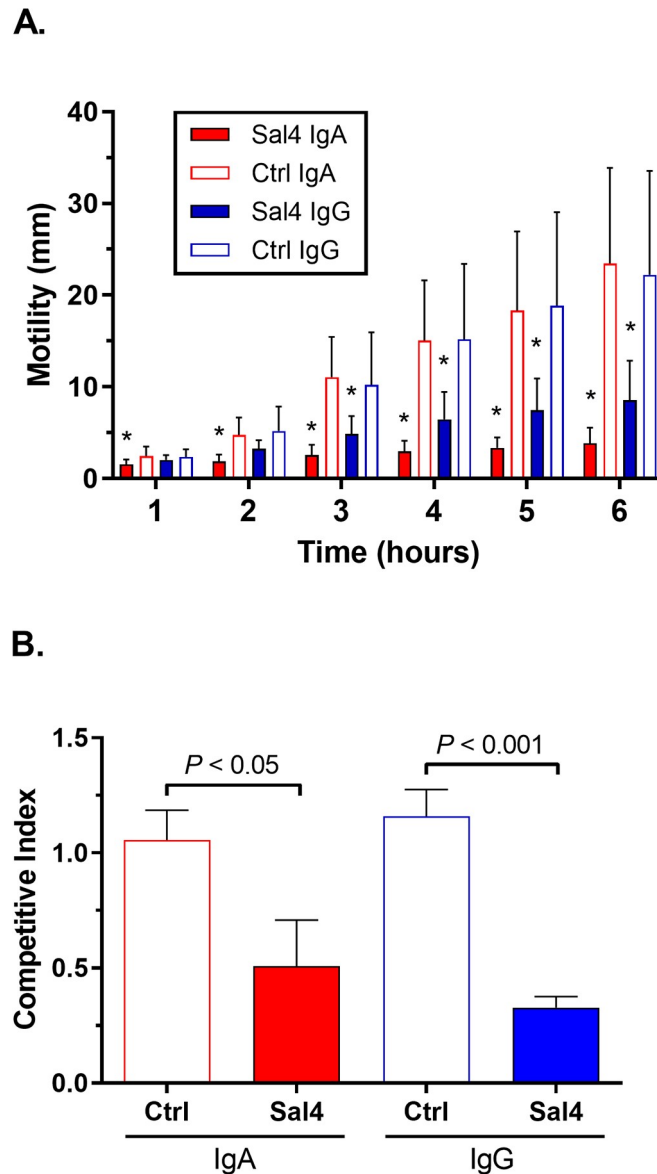 A.
40
30
20
10
0
Motility (mm)
Sal4 IgA
Ctrl IgA
Sal4 IgG
Ctrl IgG
* * * * * * * * * *
1 2 3 4 5 6
Time (hours)
B.
1.5
1.0
0.5
0.0
Competitive Index
P < 0.05
P < 0.001
Ctrl Sal4 Ctrl Sal4
IgA IgG